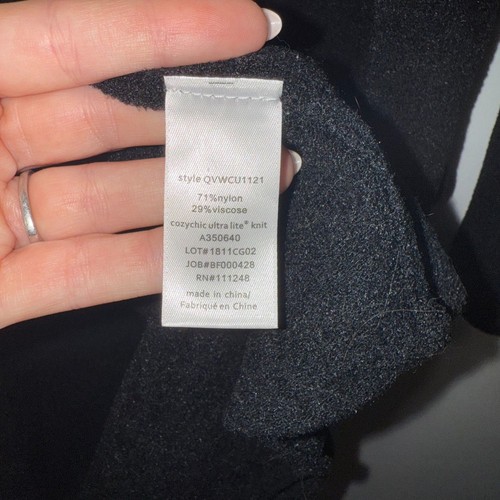 style QVWCU1121
71%nylon
29%viscose
cozychic ultra lite® knit
A350640
LOT#1811CG02
JOB#BF000428
RN#111248
made in china/
Fabriqué en Chine